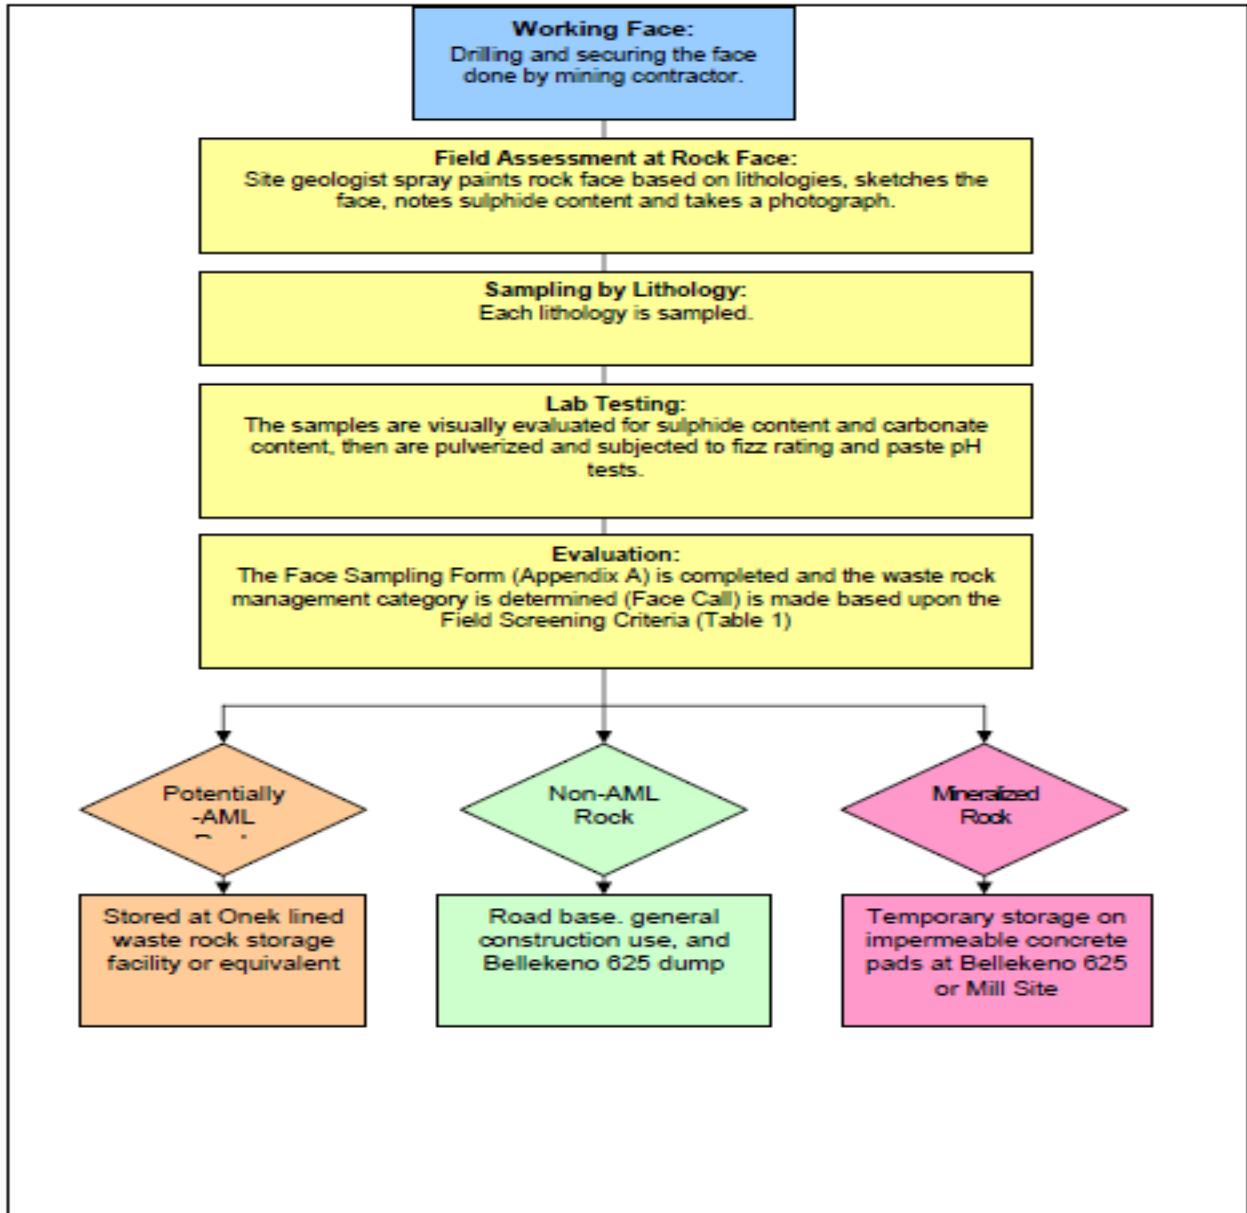 Working Face:
Drilling and securing the face
done by mining contractor.
Field Assessment at Rock Face:
Site geologist spray paints rock face based on lithologies, sketches the
face, notes sulphide content and takes a photograph.
Sampling by Lithology:
Each lithology is sampled.
Lab Testing:
The samples are visually evaluated for sulphide content and carbonate
content, then are pulverized and subjected to fizz rating and paste pH
tests.
Evaluation:
The Face Sampling Form (Appendix A) is completed and the waste rock
management category is determined (Face Call) is made based upon the
Field Screening Criteria (Table 1)
Potentially
-AML
Non-AML
Rock
Mineralized
Rock
Stored at Onek lined
waste rock storage
facility or equivalent
Road base. general
construction use, and
Bellekeno 625 dump
Temporary storage on
impermeable concrete
pads at Bellekeno 625
or Mill Site